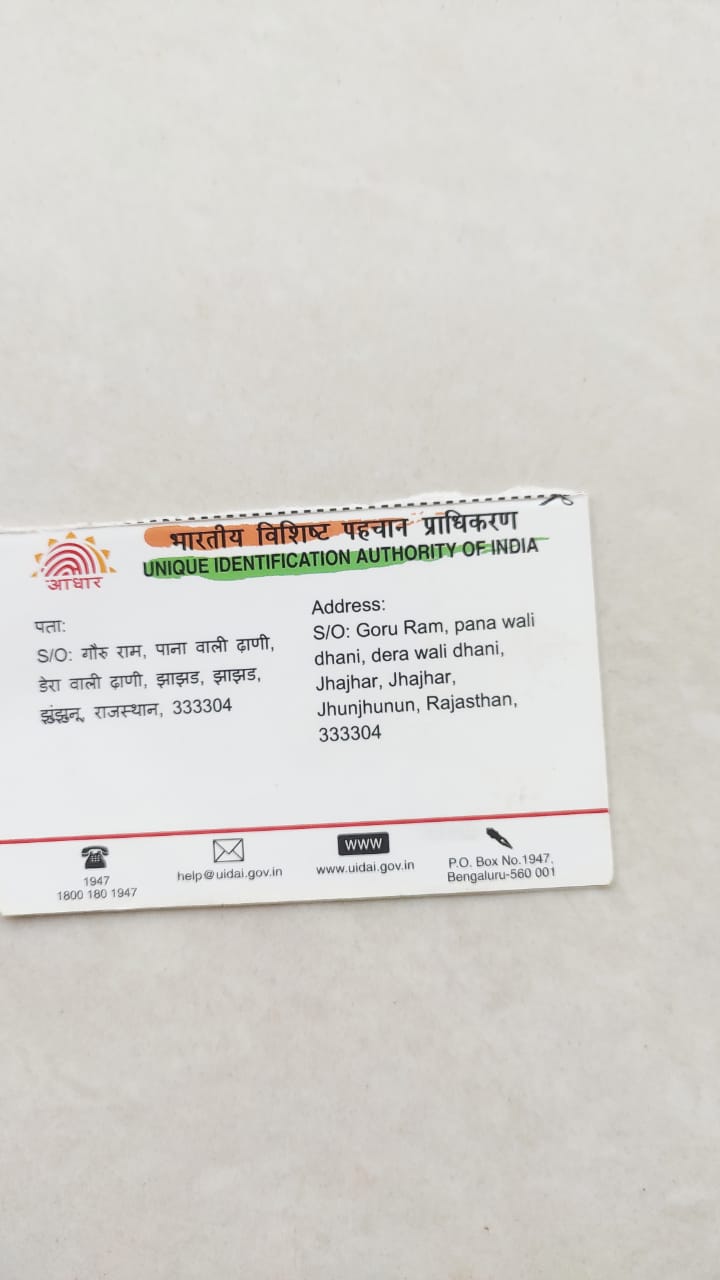 भारतीय विशिष्ट पहचान प्राधिकरण
UNIQUE IDENTIFICATION AUTHORITY OF INDIA
आधार
पता:
S/O: गौरु राम, पाना वाली ढ़ाणी,
डेरा वाली ढ़ाणी, झाझड, झाझड,
झुंझुनू, राजस्थान, 333304
Address:
S/O: Goru Ram, pana wali
dhani, dera wali dhani,
Jhajhar, Jhajhar,
Jhunjhunun, Rajasthan,
333304
1947
1800 180 1947
help@uidai.gov.in
WWW
www.uidai.gov.in
P.O. Box No.1947,
Bengaluru-560 001